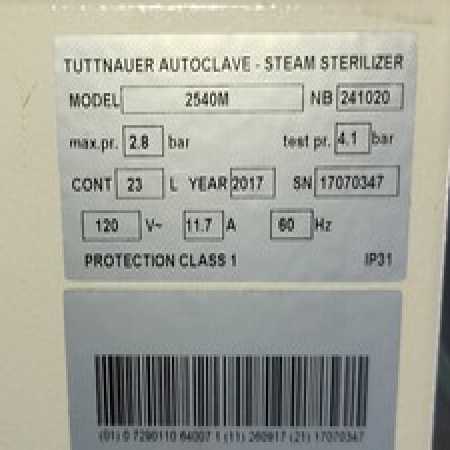 TUTTNAUER AUTOCLAVE - STEAM STERILIZER
MODEL 2540M NB 241020
max.pr. 2.8 bar test pr. 4.1 bar
CONT 23 L YEAR 2017 SN 17070347
120 V~ 11.7 A 60 Hz
PROTECTION CLASS 1 IP31
(01) 0 7290110 64007 1 (11) 260917 (21) 17070347